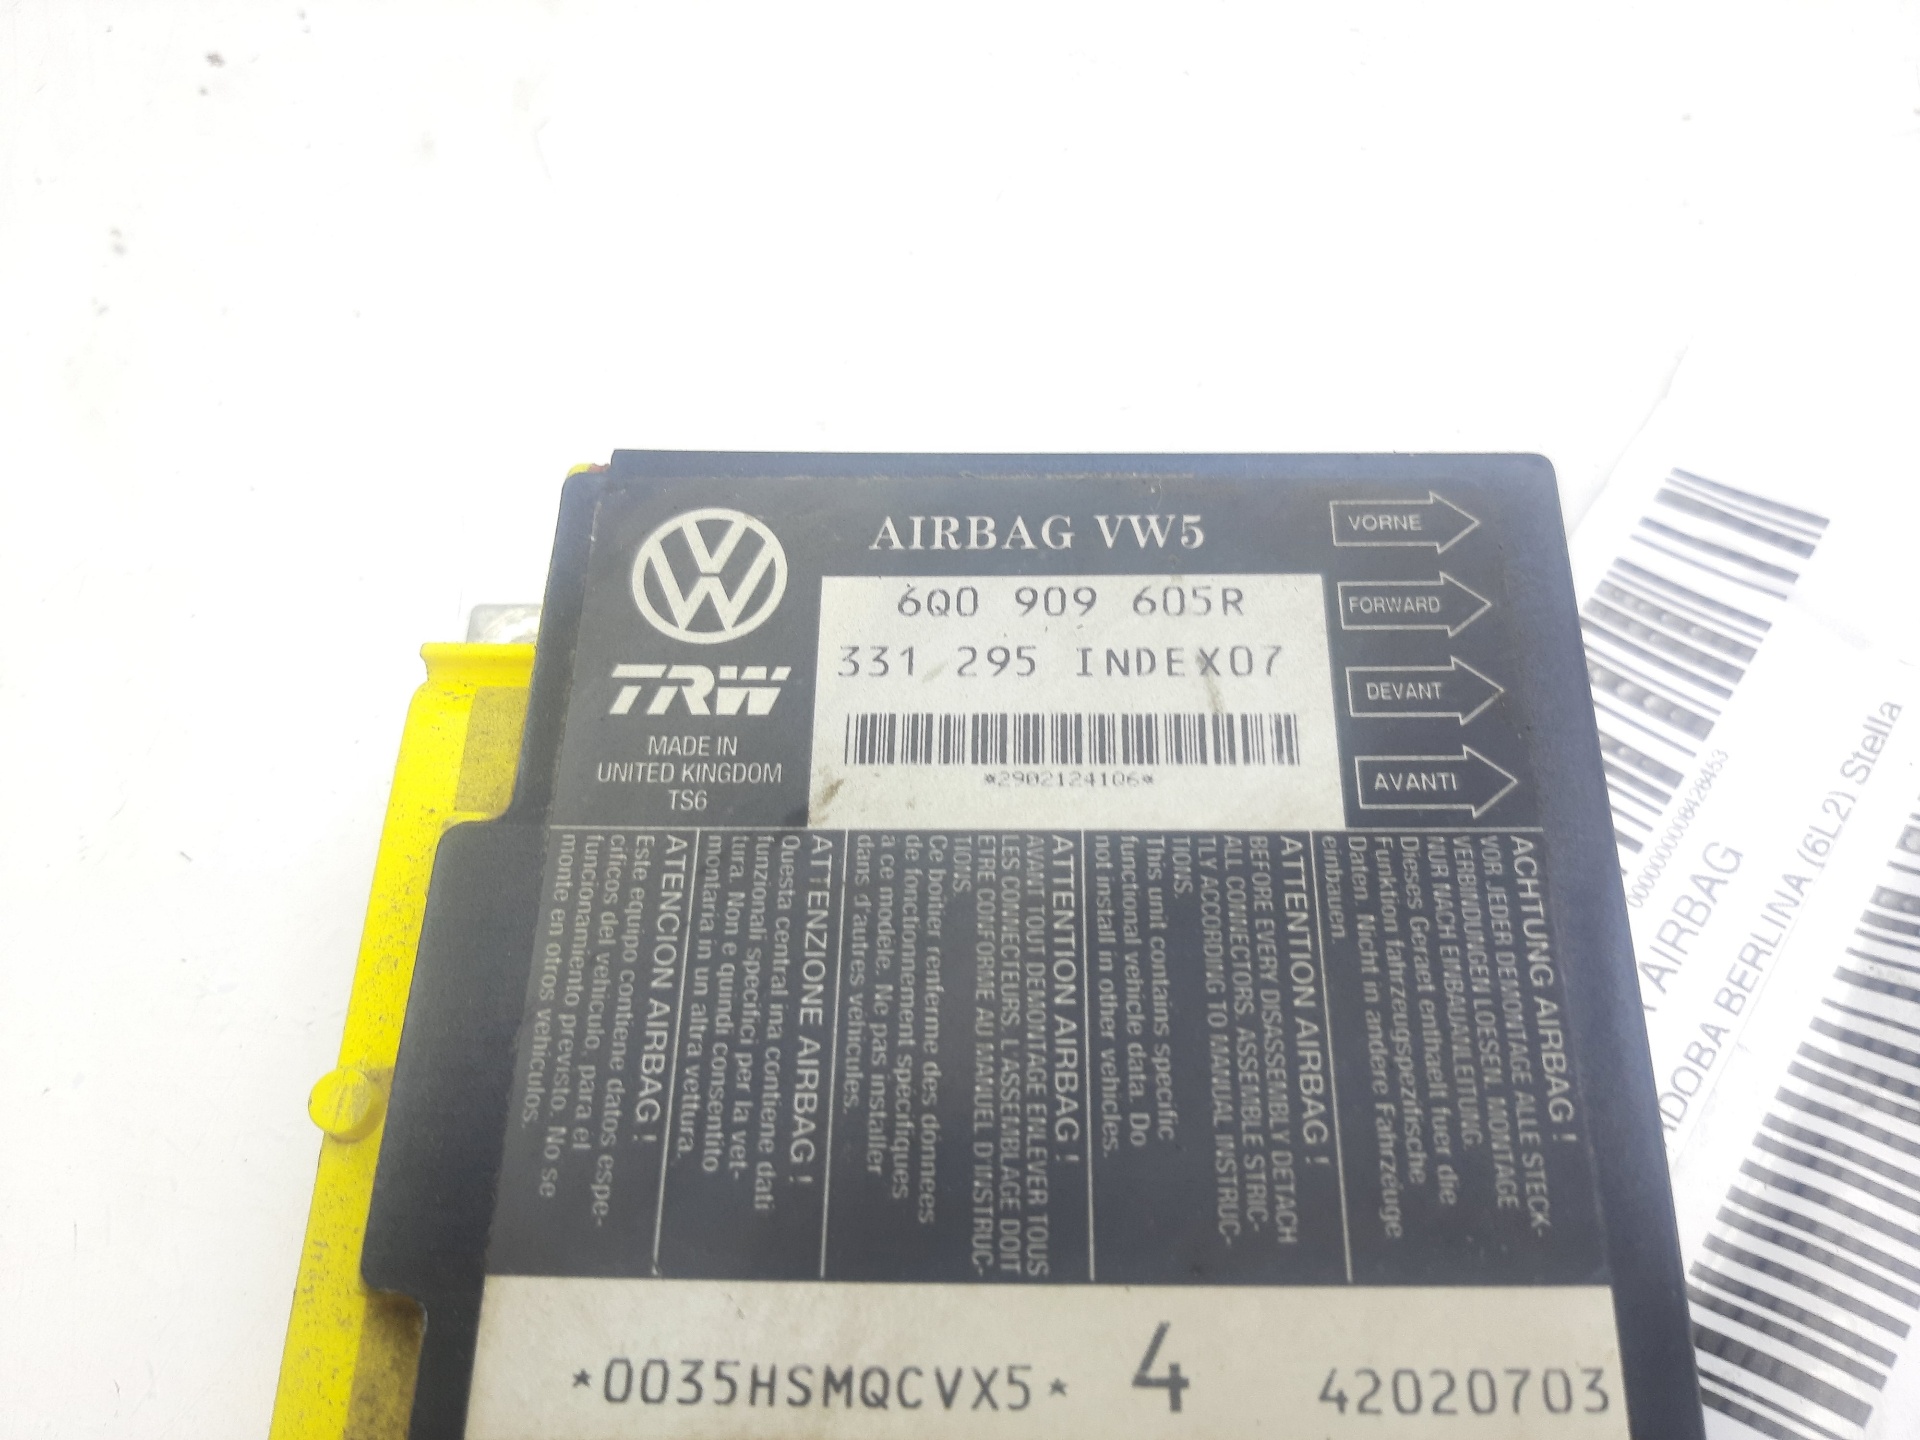 AIRBAG VW5
6Q0 909 605R
331 295 INDEX07
*2902124106*
TRW
MADE IN
UNITED KINGDOM
TS6
VORNE
FORWARD
DEVANT
AVANTI
ACHTUNG AIRBAG !
VOR JEDER DEMONTAGE ALLE STECK-
VERBINDUNGEN LOESEN. MONTAGE
NUR NACH EINBAUANLEITUNG.
Dieses Geraet enthaelt fuer die
Funktion fahrzeugspezifische
Daten. Nicht in andere Fahrzeuge
einbauen.
ATTENTION AIRBAG !
BEFORE EVERY DISASSEMBLY DETACH
ALL CONNECTORS. ASSEMBLE STRIC-
TLY ACCORDING TO MANUAL INSTRUC-
TIONS.
This unit contains specific
functional vehicle data. Do
not install in other vehicles.
ATTENTION AIRBAG !
AVANT TOUT DEMONTAGE ENLEVER TOUS
LES CONNECTEURS. L'ASSEMBLAGE DOIT
ETRE CONFORME AU MANUEL D'INSTRUC-
TIONS.
Ce boitier renferme des donnees
de fonctionnement specifiques
a ce modele. Ne pas installer
dans d'autres vehicules.
ATTENZIONE AIRBAG !
Questa centralina contiene dati
funzionali specifici per la vet-
tura. Non e quindi consentito
montarla in un altra vettura.
ATENCION AIRBAG !
Este equipo contiene datos espe-
cificos del vehiculo, para el
funcionamiento previsto. No se
monte en otros vehiculos.
*0035HSMQCVX5* 4 42020703
0000000008426453
AIRBAG
RDOBA BERLINA (6L2) Stella